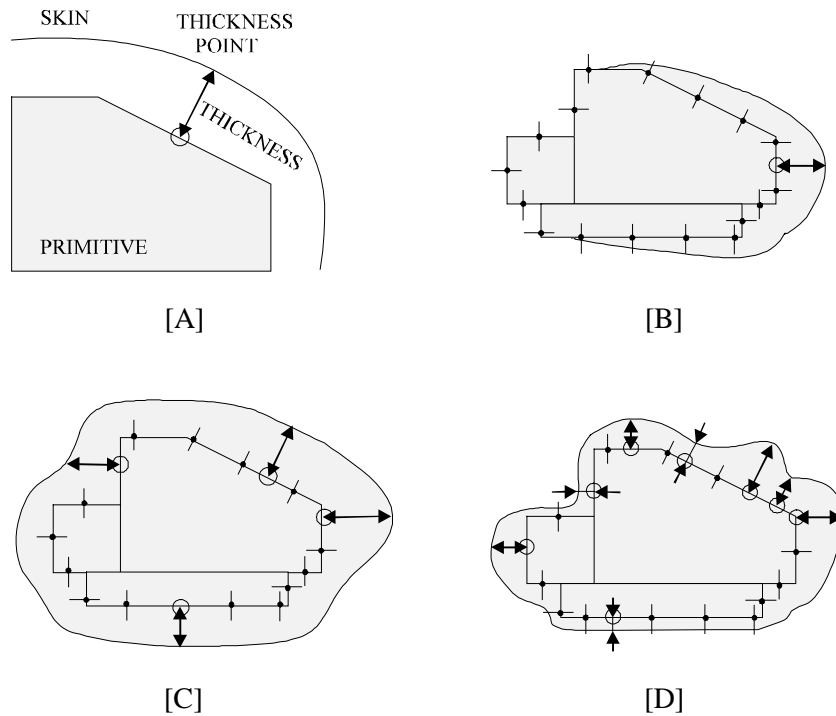 SKIN
THICKNESS
POINT
THICKNESS
PRIMITIVE
[A]
[B]
[C]
[D]